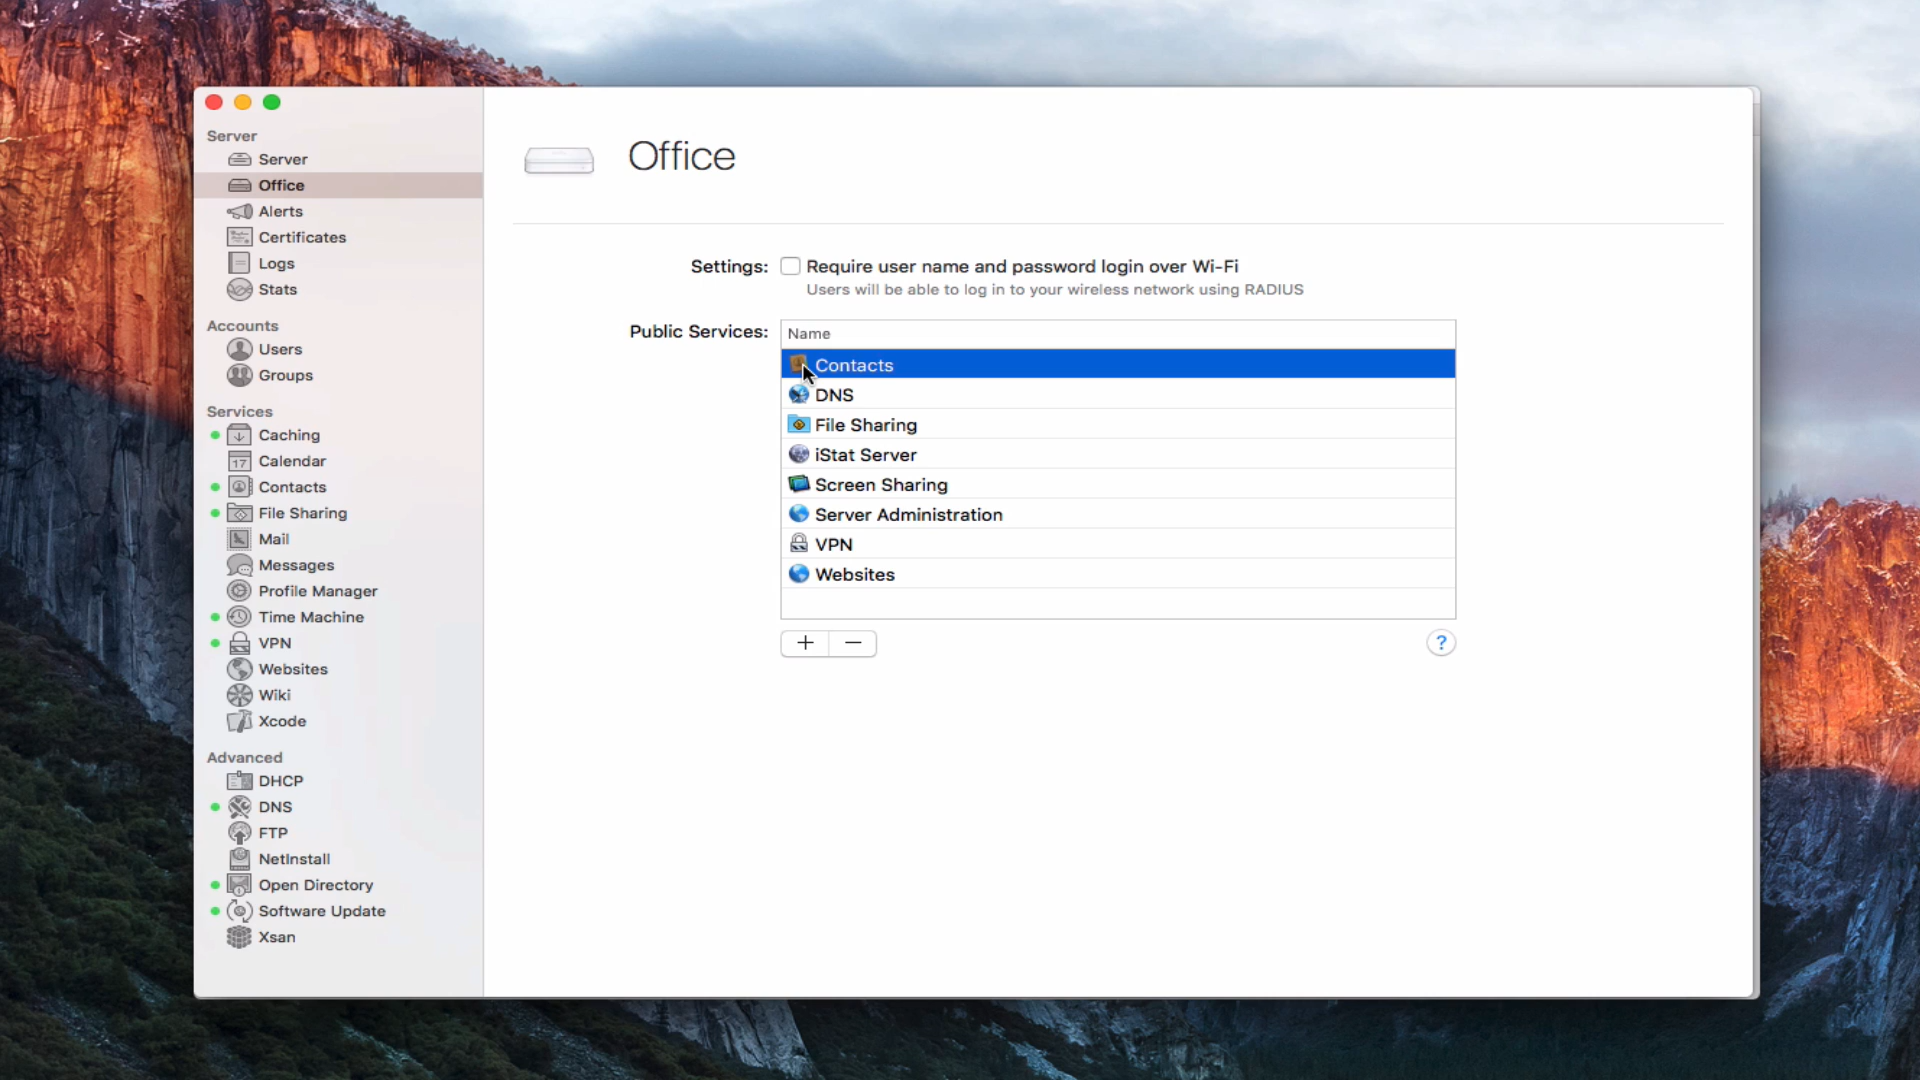 Server
Server
Office
Alerts
Certificates
Logs
Stats
Accounts
Users
Groups
Services
Caching
17 Calendar
Contacts
File Sharing
Mail
Messages
Profile Manager
Time Machine
VPN
Websites
Wiki
Xcode
Advanced
DHCP
DNS
FTP
NetInstall
Open Directory
Software Update
Xsan
Office
Settings: Require user name and password login over Wi-Fi
Users will be able to log in to your wireless network using RADIUS
Public Services: Name
Contacts
DNS
File Sharing
iStat Server
Screen Sharing
Server Administration
VPN
Websites
+ − ?